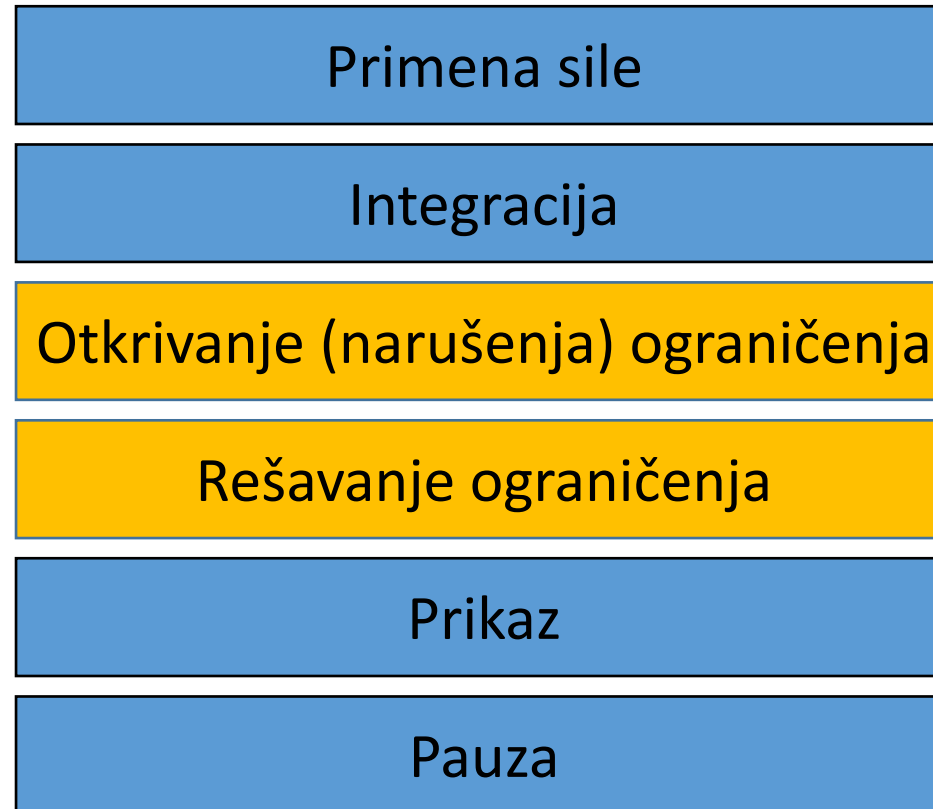 Primena sile
Integracija
Otkrivanje (narušenja) ograničenja
Rešavanje ograničenja
Prikaz
Pauza